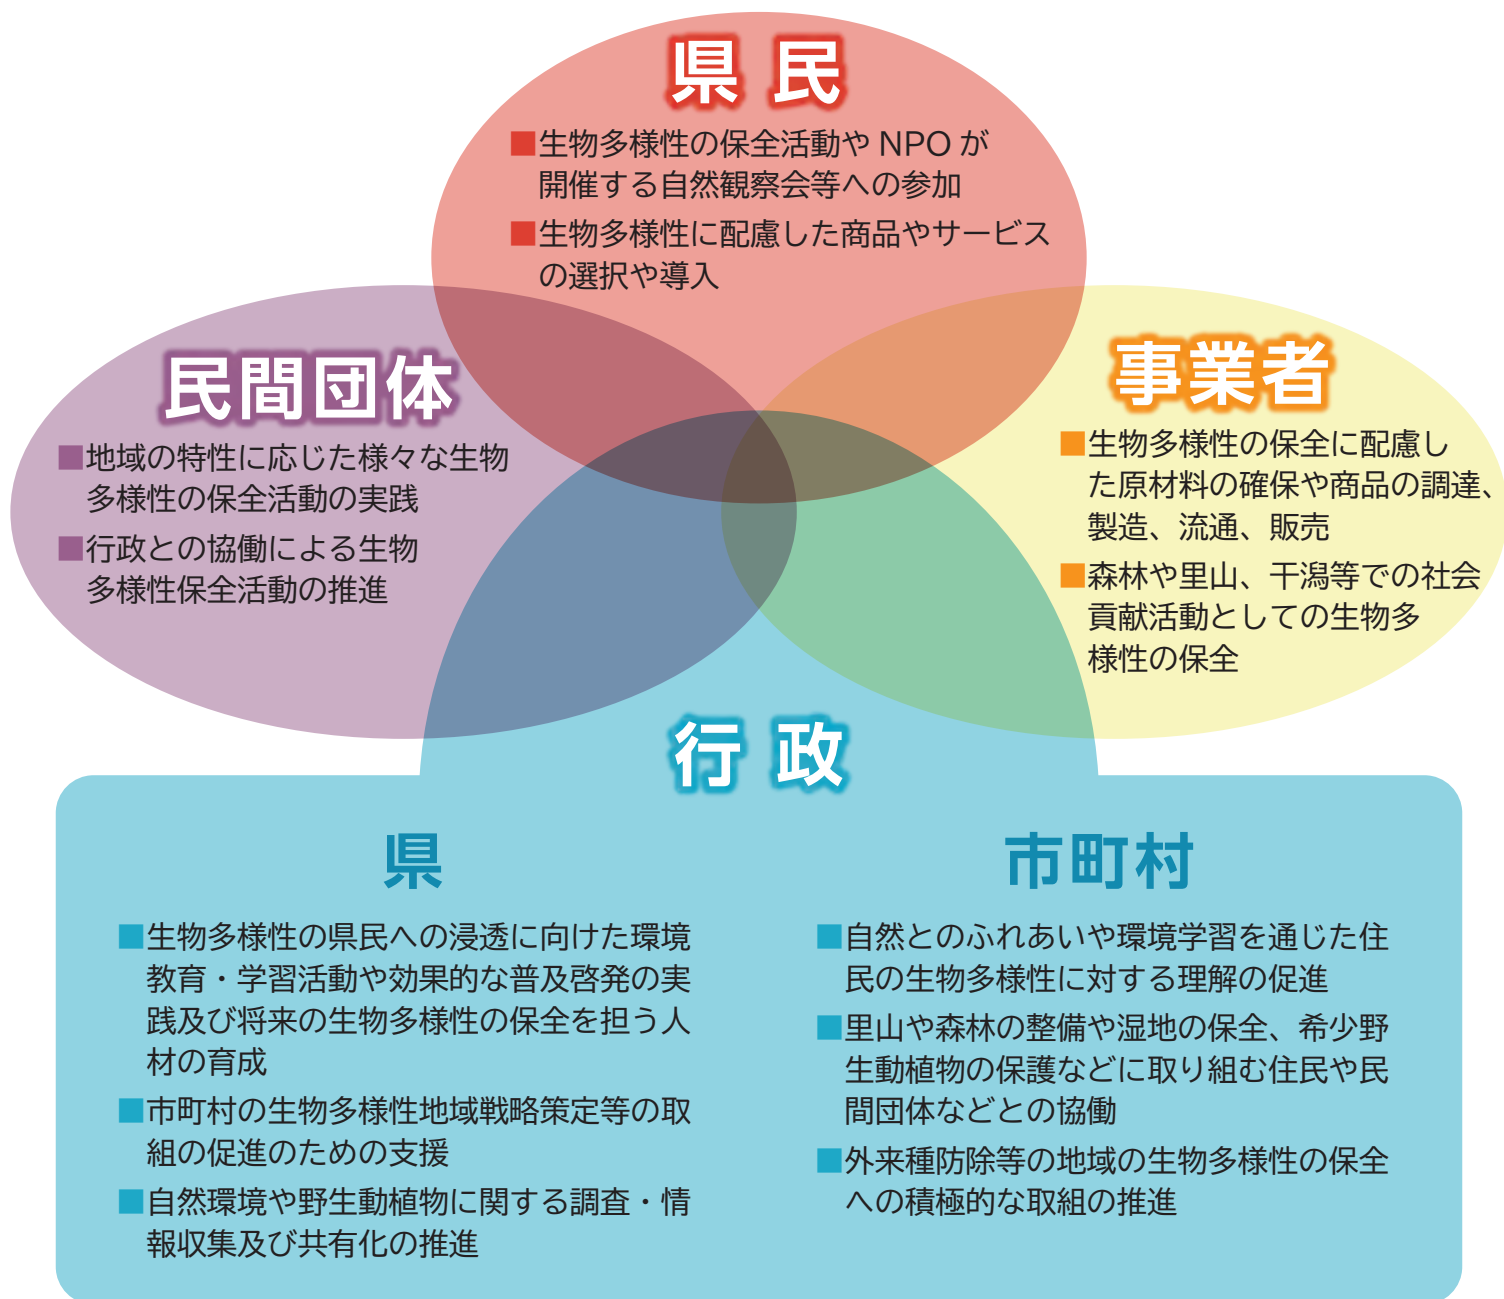 県民
■生物多様性の保全活動や NPO が
開催する自然観察会等への参加
■生物多様性に配慮した商品やサービス
の選択や導入
民間団体
■地域の特性に応じた様々な生物
多様性の保全活動の実践
■行政との協働による生物
多様性保全活動の推進
事業者
■生物多様性の保全に配慮し
た原材料の確保や商品の調達、
製造、流通、販売
■森林や里山、干潟等での社会
貢献活動としての生物多
様性の保全
行政
県
■生物多様性の県民への浸透に向けた環境
教育・学習活動や効果的な普及啓発の実
践及び将来の生物多様性の保全を担う人
材の育成
■市町村の生物多様性地域戦略策定等の取
組の促進のための支援
■自然環境や野生動植物に関する調査・情
報収集及び共有化の推進
市町村
■自然とのふれあいや環境学習を通じた住
民の生物多様性に対する理解の促進
■里山や森林の整備や湿地の保全、希少野
生動植物の保護などに取り組む住民や民
間団体などとの協働
■外来種防除等の地域の生物多様性の保全
への積極的な取組の推進